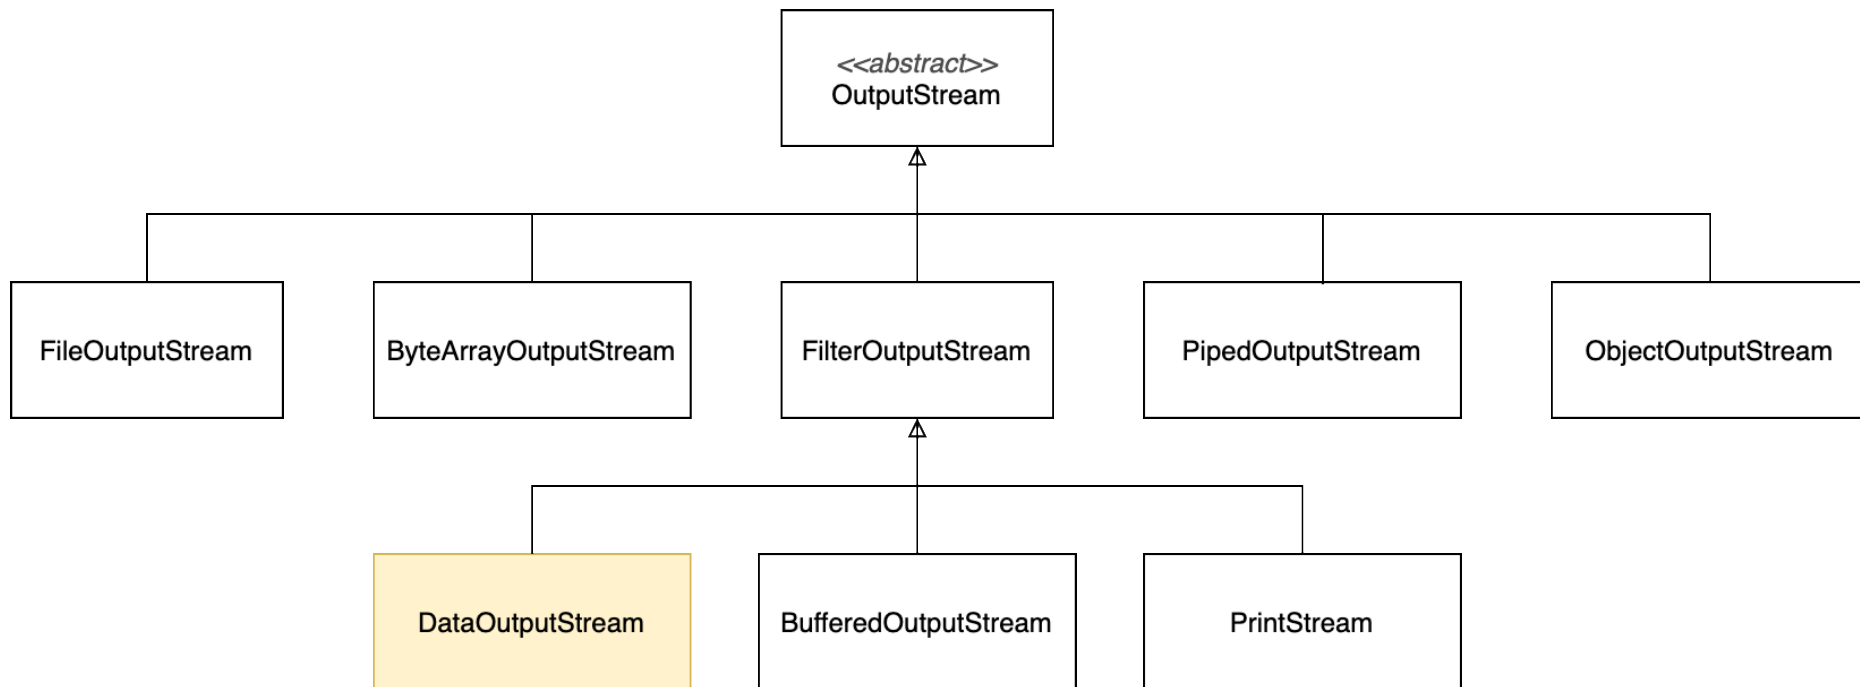 <<abstract>>
OutputStream
FileOutputStream
ByteArrayOutputStream
FilterOutputStream
PipedOutputStream
ObjectOutputStream
DataOutputStream
BufferedOutputStream
PrintStream